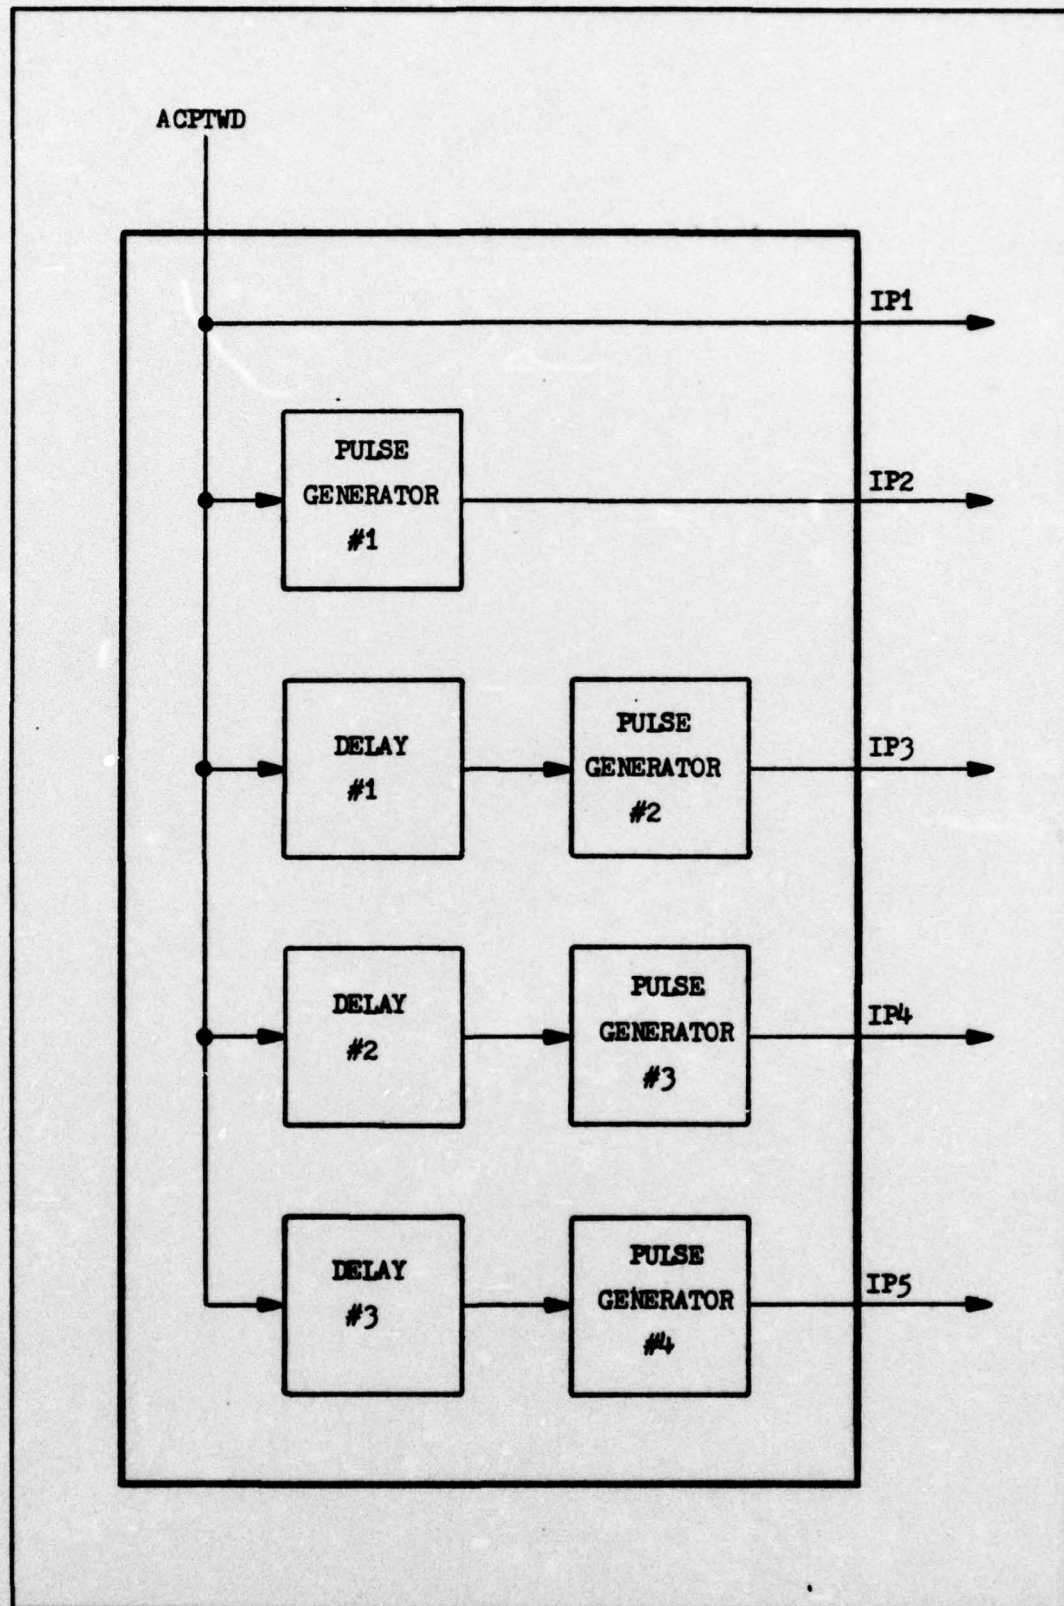 ACPTWD
IP1
PULSE
GENERATOR
#1
IP2
DELAY
#1
PULSE
GENERATOR
#2
IP3
DELAY
#2
PULSE
GENERATOR
#3
IP4
DELAY
#3
PULSE
GENERATOR
#4
IP5